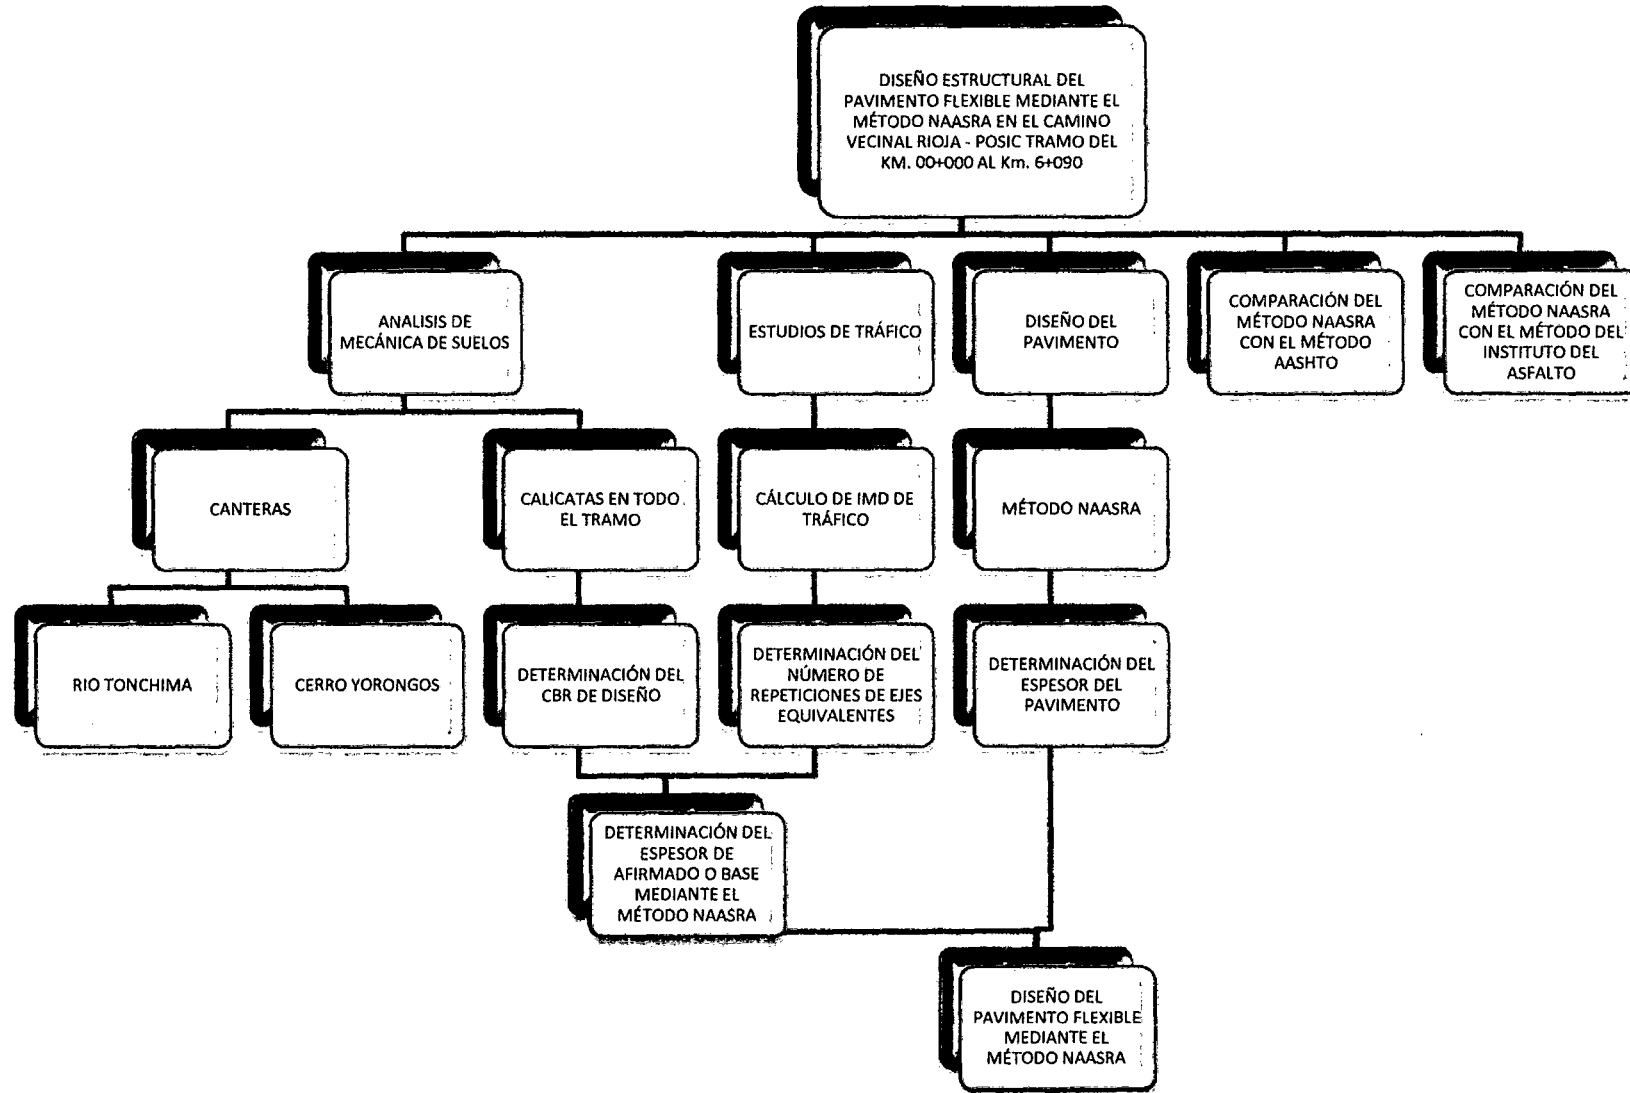 DISEÑO ESTRUCTURAL DEL
PAVIMENTO FLEXIBLE MEDIANTE EL
MÉTODO NAASRA EN EL CAMINO
VECINAL RIOJA - POSIC TRAMO DEL
KM. 00+000 AL Km. 6+090
ANALISIS DE
MECÁNICA DE SUELOS
ESTUDIOS DE TRÁFICO
DISEÑO DEL
PAVIMENTO
COMPARACIÓN DEL
MÉTODO NAASRA
CON EL MÉTODO
AASHTO
COMPARACIÓN DEL
MÉTODO NAASRA
CON EL MÉTODO DEL
INSTITUTO DEL
ASFALTO
CANTERAS
CALICATAS EN TODO
EL TRAMO
CÁLCULO DE IMD DE
TRÁFICO
MÉTODO NAASRA
RIO TONCHIMA
CERRO YORONGOS
DETERMINACIÓN DEL
CBR DE DISEÑO
DETERMINACIÓN DEL
NÚMERO DE
REPETICIONES DE EJES
EQUIVALENTES
DETERMINACIÓN DEL
ESPESOR DEL
PAVIMENTO
DETERMINACIÓN DEL
ESPESOR DE
AFIRMADO O BASE
MEDIANTE EL
MÉTODO NAASRA
DISEÑO DEL
PAVIMENTO FLEXIBLE
MEDIANTE EL
MÉTODO NAASRA